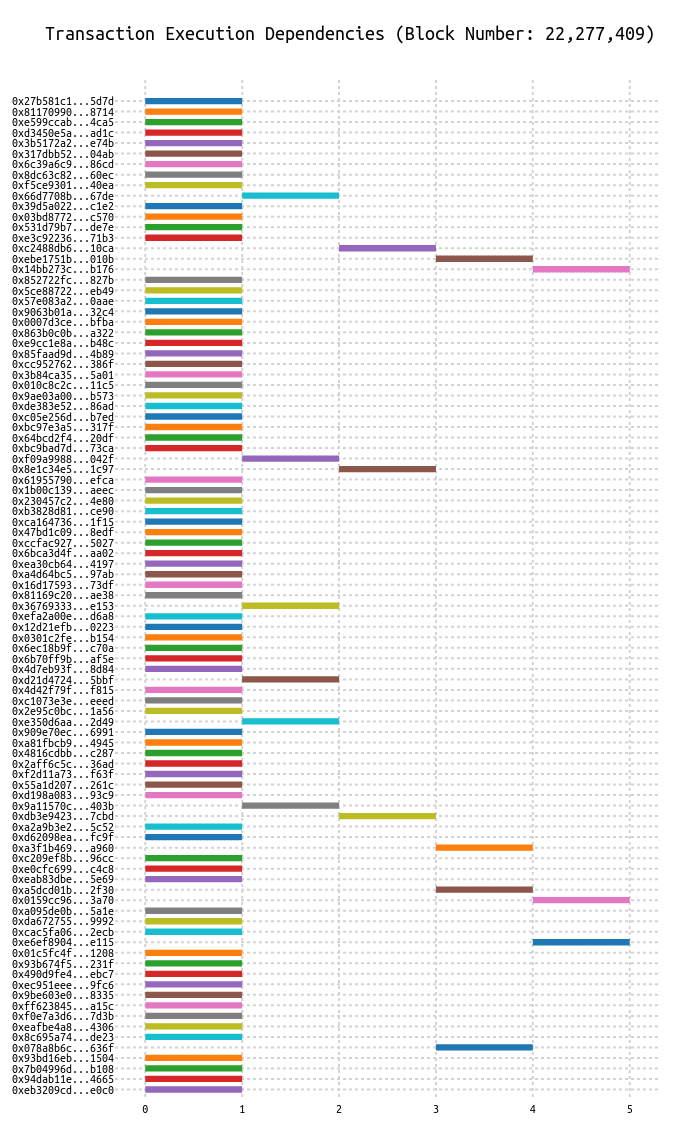 Transaction Execution Dependencies (Block Number: 22,277,409)
0x27b581c1...5d7d
0x81170990...8714
0xe599ccab...4ca5
0xd3450e5a...ad1c
0x3b5172a2...e74b
0x317dbb52...04ab
0x6c39a6c9...86cd
0x8dc63c82...60ec
0xf5ce9301...40ea
0x66d7708b...67de
0x39d5a022...c1e2
0x03bd8772...c570
0x531d79b7...de7e
0xe3c92236...71b3
0xc2488db6...10ca
0xebe1751b...010b
0x14bb273c...b176
0x852722fc...827b
0x5ce88722...eb49
0x57e083a2...0aae
0x9063b01a...32c4
0x0007d3ce...bfba
0x863b0c0b...a322
0xe9cc1e8a...b48c
0x85faad9d...4b89
0xcc952762...386f
0x3b84ca35...5a01
0x010c8c2c...11c5
0x9ae03a00...b573
0xde383e52...86ad
0xc05e256d...b7ed
0xbc97e3a5...317f
0x64bcd2f4...20df
0xbc9bad7d...73ca
0xf09a9988...042f
0x8e1c34e5...1c97
0x61955790...efca
0x1b00c139...aeec
0x230457c2...4e80
0xb3828d81...ce90
0xca164736...1f15
0x47bd1c09...8edf
0xccfac927...5027
0x6bca3d4f...aa02
0xea30cb64...4197
0xa4d64bc5...97ab
0x16d17593...73df
0x81169c20...ae38
0x36769333...e153
0xefa2a00e...d6a8
0x12d21efb...0223
0x0301c2fe...b154
0x6ec18b9f...c70a
0x6b70ff9b...af5e
0x4d7eb93f...8d84
0xd21d4724...5bbf
0x4d42f79f...f815
0xc1073e3e...eeed
0x2e95c0bc...1a56
0xe350d6aa...2d49
0x909e70ec...6991
0xa81fbcb9...4945
0x4816cdbb...c287
0x2aff6c5c...36ad
0xf2d11a73...f63f
0x55a1d207...261c
0xd198a083...93c9
0x9a11570c...403b
0xdb3e9423...7cbd
0xa2a9b3e2...5c52
0xd62098ea...fc9f
0xa3f1b469...a960
0xc209ef8b...96cc
0xe0cfc699...c4c8
0xeab83dbe...5e69
0xa5dcd01b...2f30
0x0159cc96...3a70
0xa095de0b...5a1e
0xda672755...9992
0xcac5fa06...2ecb
0xe6ef8904...e115
0x01c5fc4f...1208
0x93b674f5...231f
0x490d9fe4...ebc7
0xec951eee...9fc6
0x9be603e0...8335
0xff623845...a15c
0xf0e7a3d6...7d3b
0xeafbe4a8...4306
0x8c695a74...de23
0x078a8b6c...636f
0x93bd16eb...1504
0x7b04996d...b108
0x94dab11e...4665
0xeb3209cd...e0c0
0 1 2 3 4 5